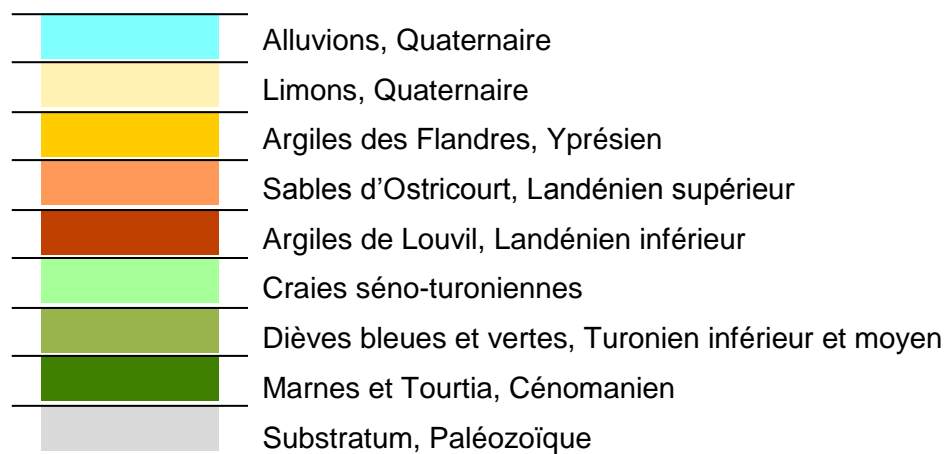 Alluvions, Quaternaire
Limons, Quaternaire
Argiles des Flandres, Yprésien
Sables d’Ostricourt, Landénien supérieur
Argiles de Louvil, Landénien inférieur
Craies séno-turoniennes
Dièves bleues et vertes, Turonien inférieur et moyen
Marnes et Tourtia, Cénomanien
Substratum, Paléozoïque